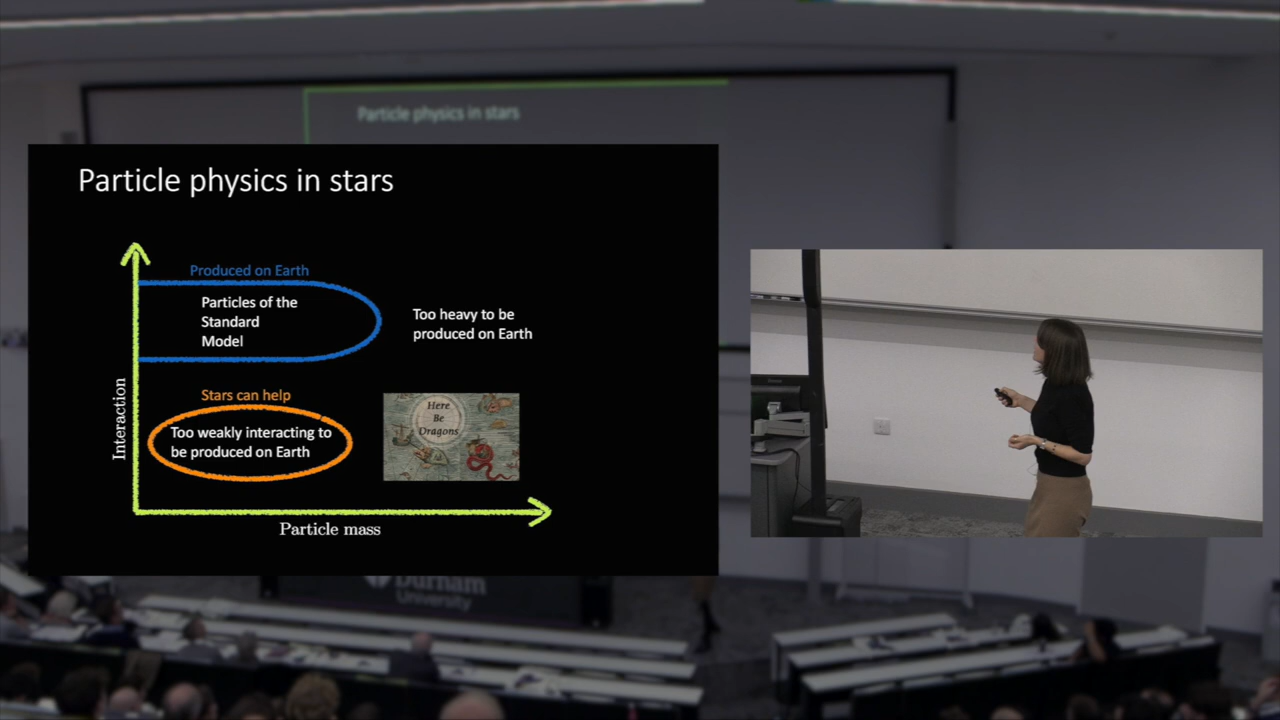 Particle physics in stars
Particle physics in stars
Produced on Earth
Particles of the
Standard
Model
Too heavy to be
produced on Earth
Interaction
Stars can help
Too weakly interacting to
be produced on Earth
Here
Be
Dragons
Particle mass
Durham
University